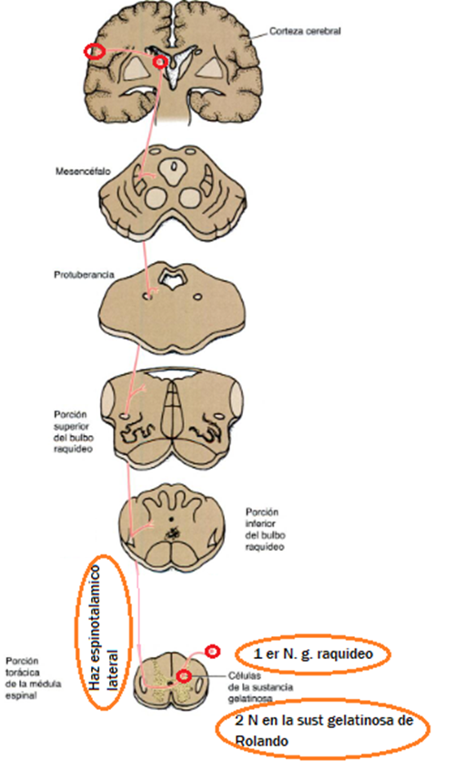 Corteza cerebral
Mesencéfalo
Protuberancia
Porción
superior
del bulbo
raquídeo
Porción
inferior
del bulbo
raquídeo
Haz espinotalamico
lateral
1 er N. g. raquideo
Porción
torácica
de la médula
espinal
Células
de la sustancia
gelatinosa
2 N en la sust gelatinosa de
Rolando